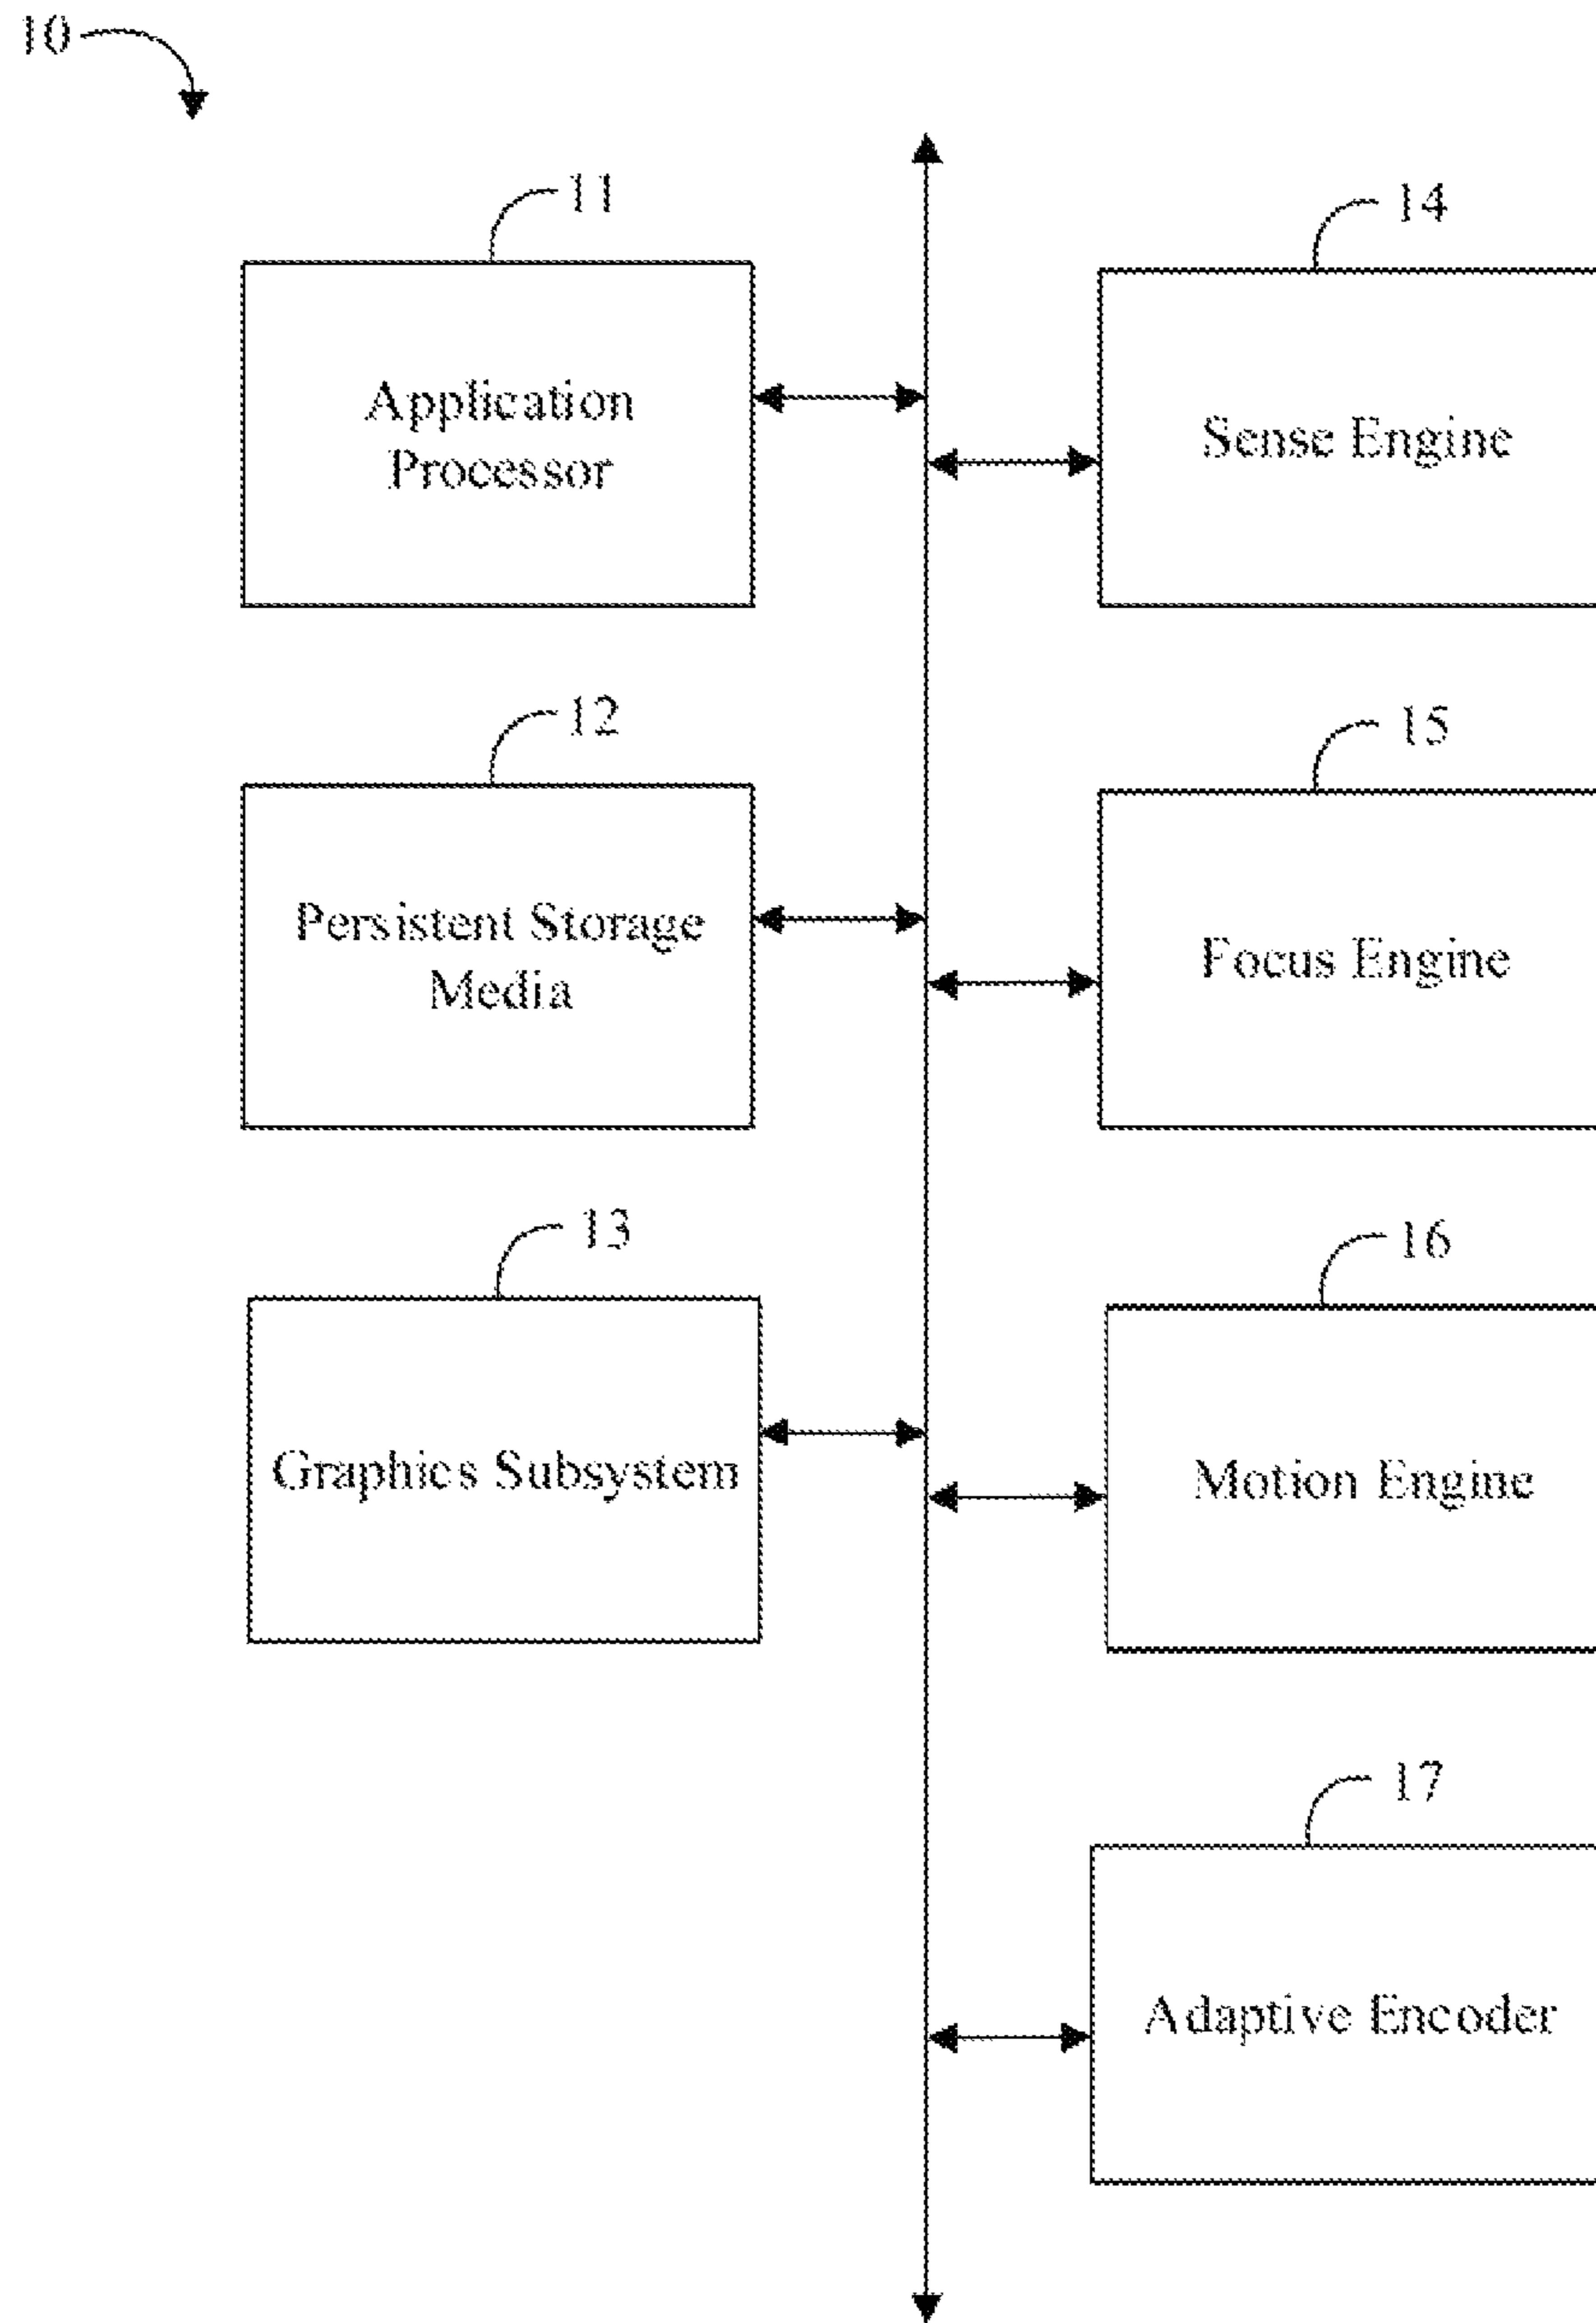 10
11
Application
Processor
14
Sense Engine
12
Persistent Storage
Media
15
Focus Engine
13
Graphics Subsystem
16
Motion Engine
17
Adaptive Encoder